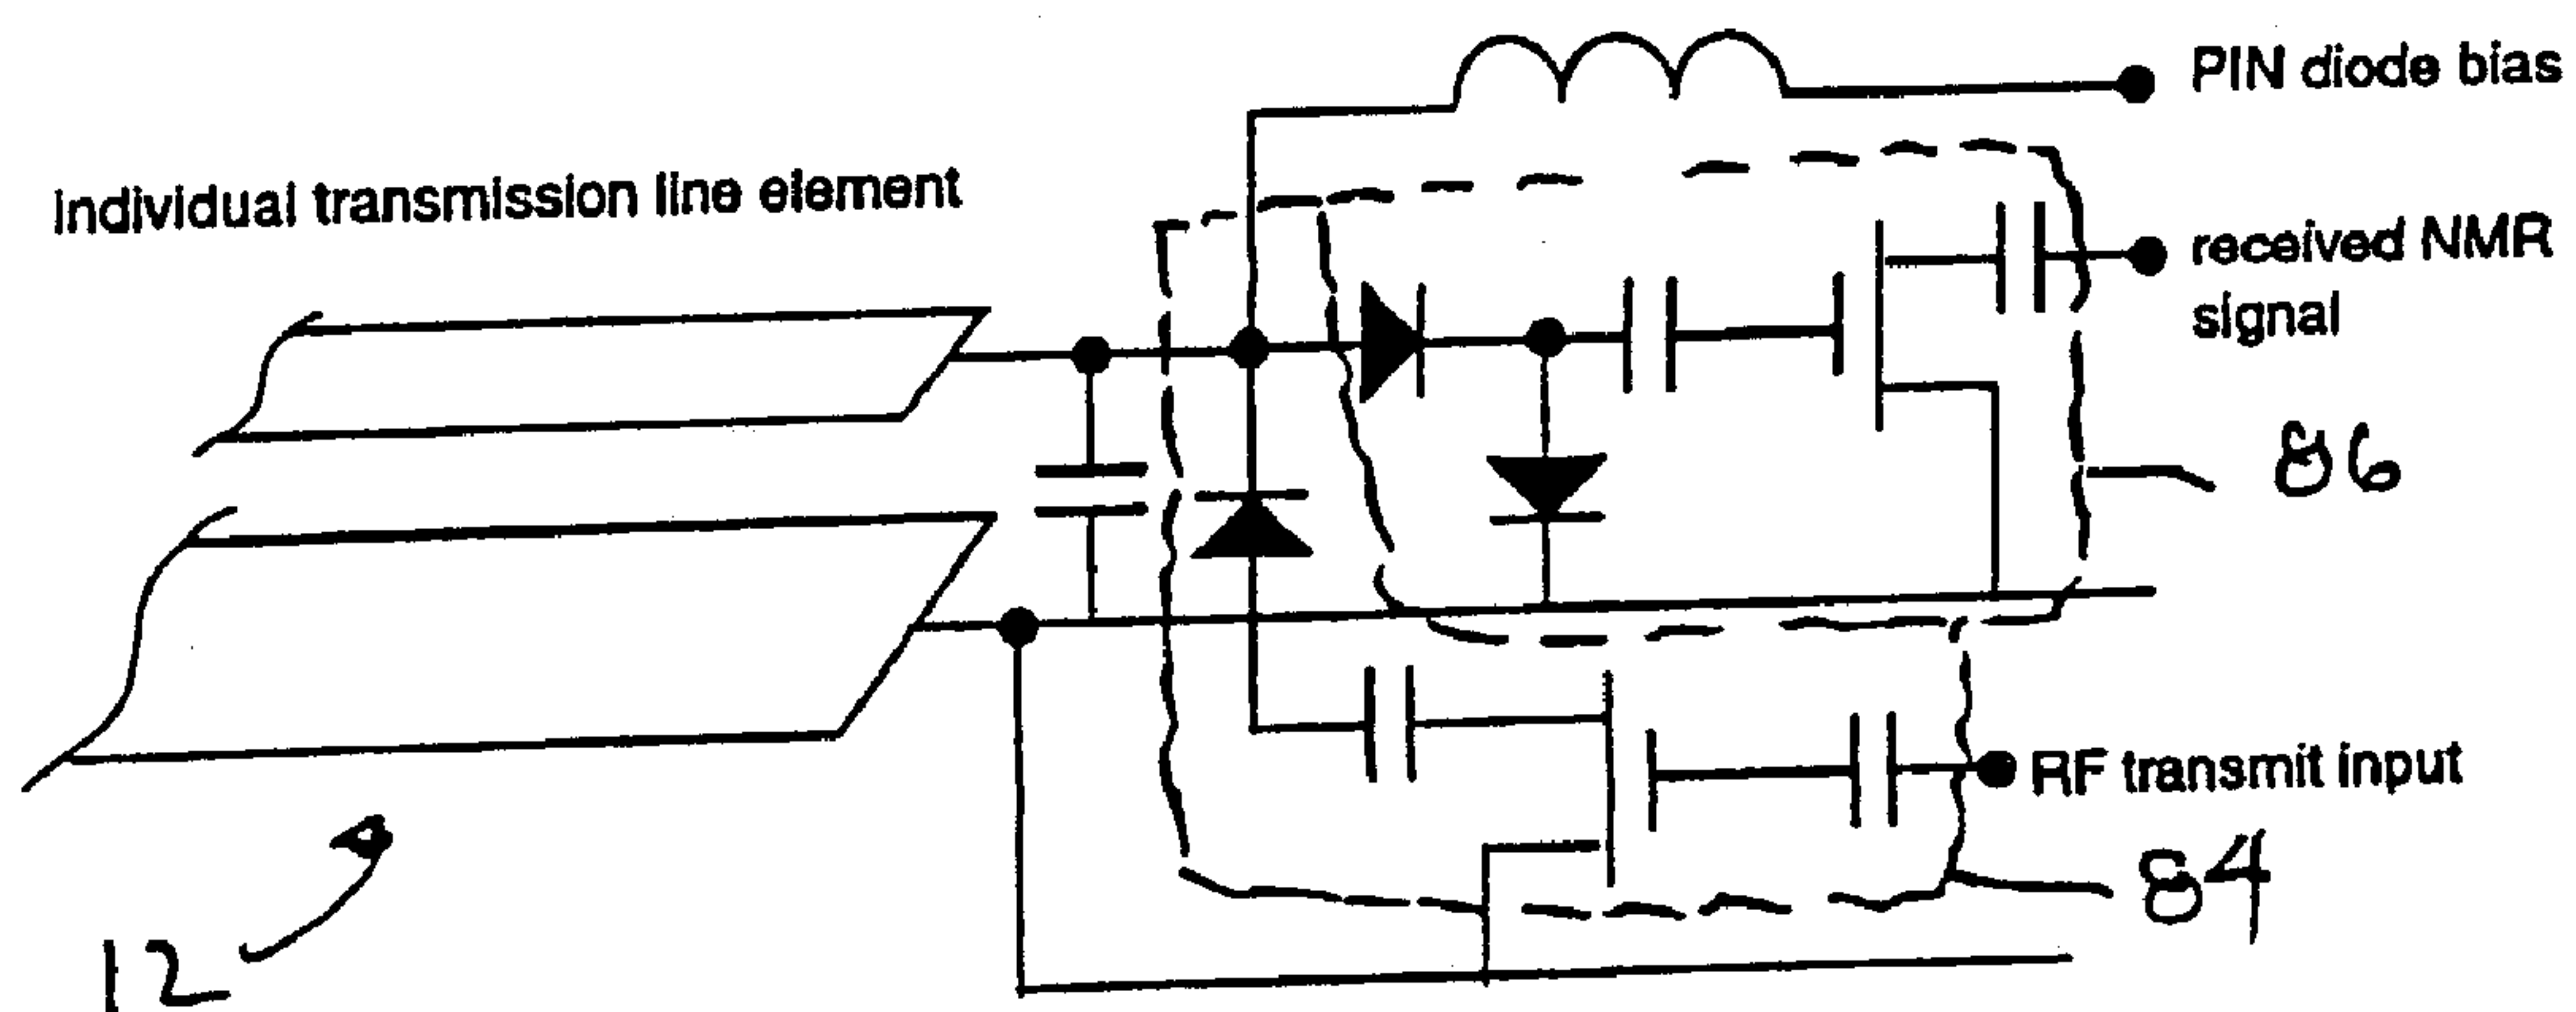 PIN diode bias
individual transmission line element
received NMR
signal
86
RF transmit input
84
12